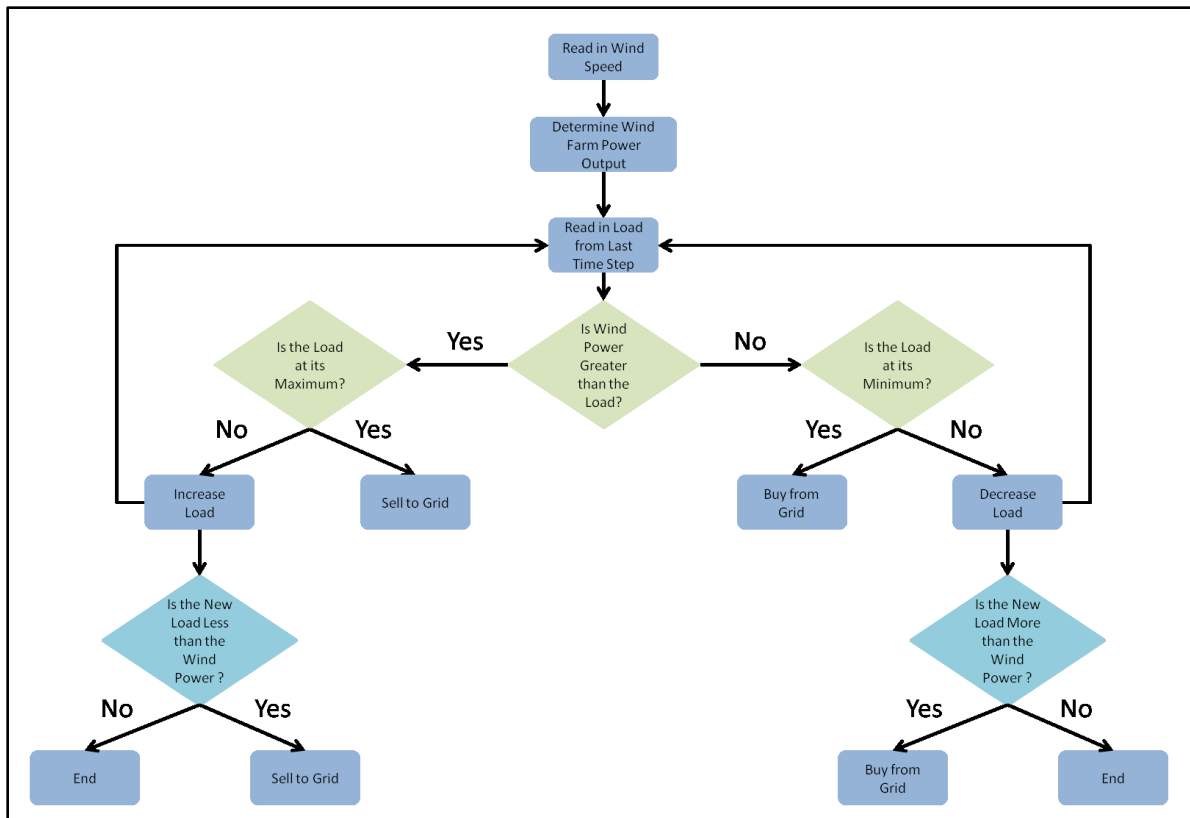 Read in Wind
Speed
Determine Wind
Farm Power
Output
Read in Load
from Last
Time Step
Is the Load
at its
Maximum?
Yes
Is Wind
Power
Greater
than the
Load?
No
Is the Load
at its
Minimum?
No
Yes
Yes
No
Increase
Load
Sell to Grid
Buy from
Grid
Decrease
Load
Is the New
Load Less
than the
Wind
Power ?
Is the New
Load More
than the
Wind
Power ?
No
Yes
Yes
No
End
Sell to Grid
Buy from
Grid
End